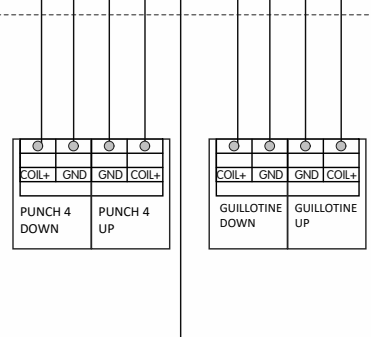 COIL+ GND GND COIL+
PUNCH 4 DOWN
PUNCH 4 UP
COIL+ GND GND COIL+
GUILLOTINE DOWN
GUILLOTINE UP